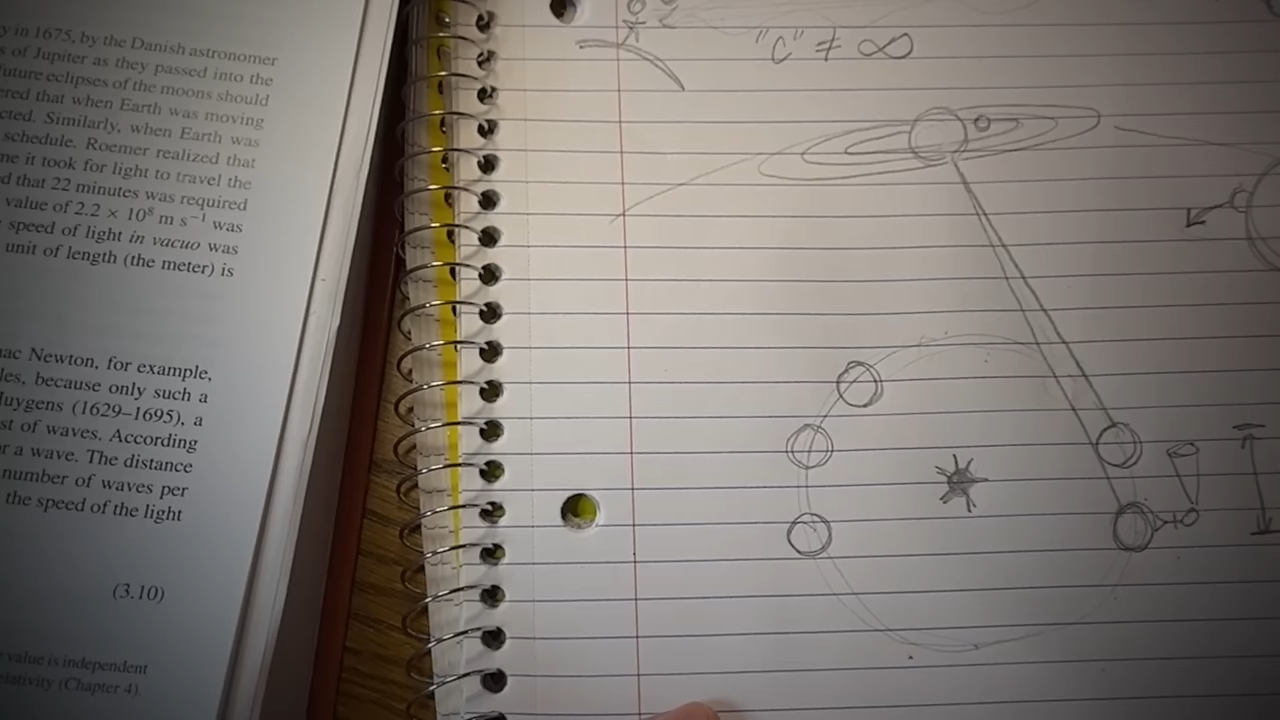 y in 1675, by the Danish astronomer
s of Jupiter as they passed into the
future eclipses of the moons should
ered that when Earth was moving
cted. Similarly, when Earth was
schedule. Roemer realized that
ne it took for light to travel the
d that 22 minutes was required
value of 2.2 × 10⁸ m s⁻¹ was
speed of light in vacuo was
unit of length (the meter) is
aac Newton, for example,
les, because only such a
Huygens (1629–1695), a
st of waves. According
r a wave. The distance
number of waves per
the speed of the light
(3.10)
value is independent
elativity (Chapter 4).
"c" ≠ ∞